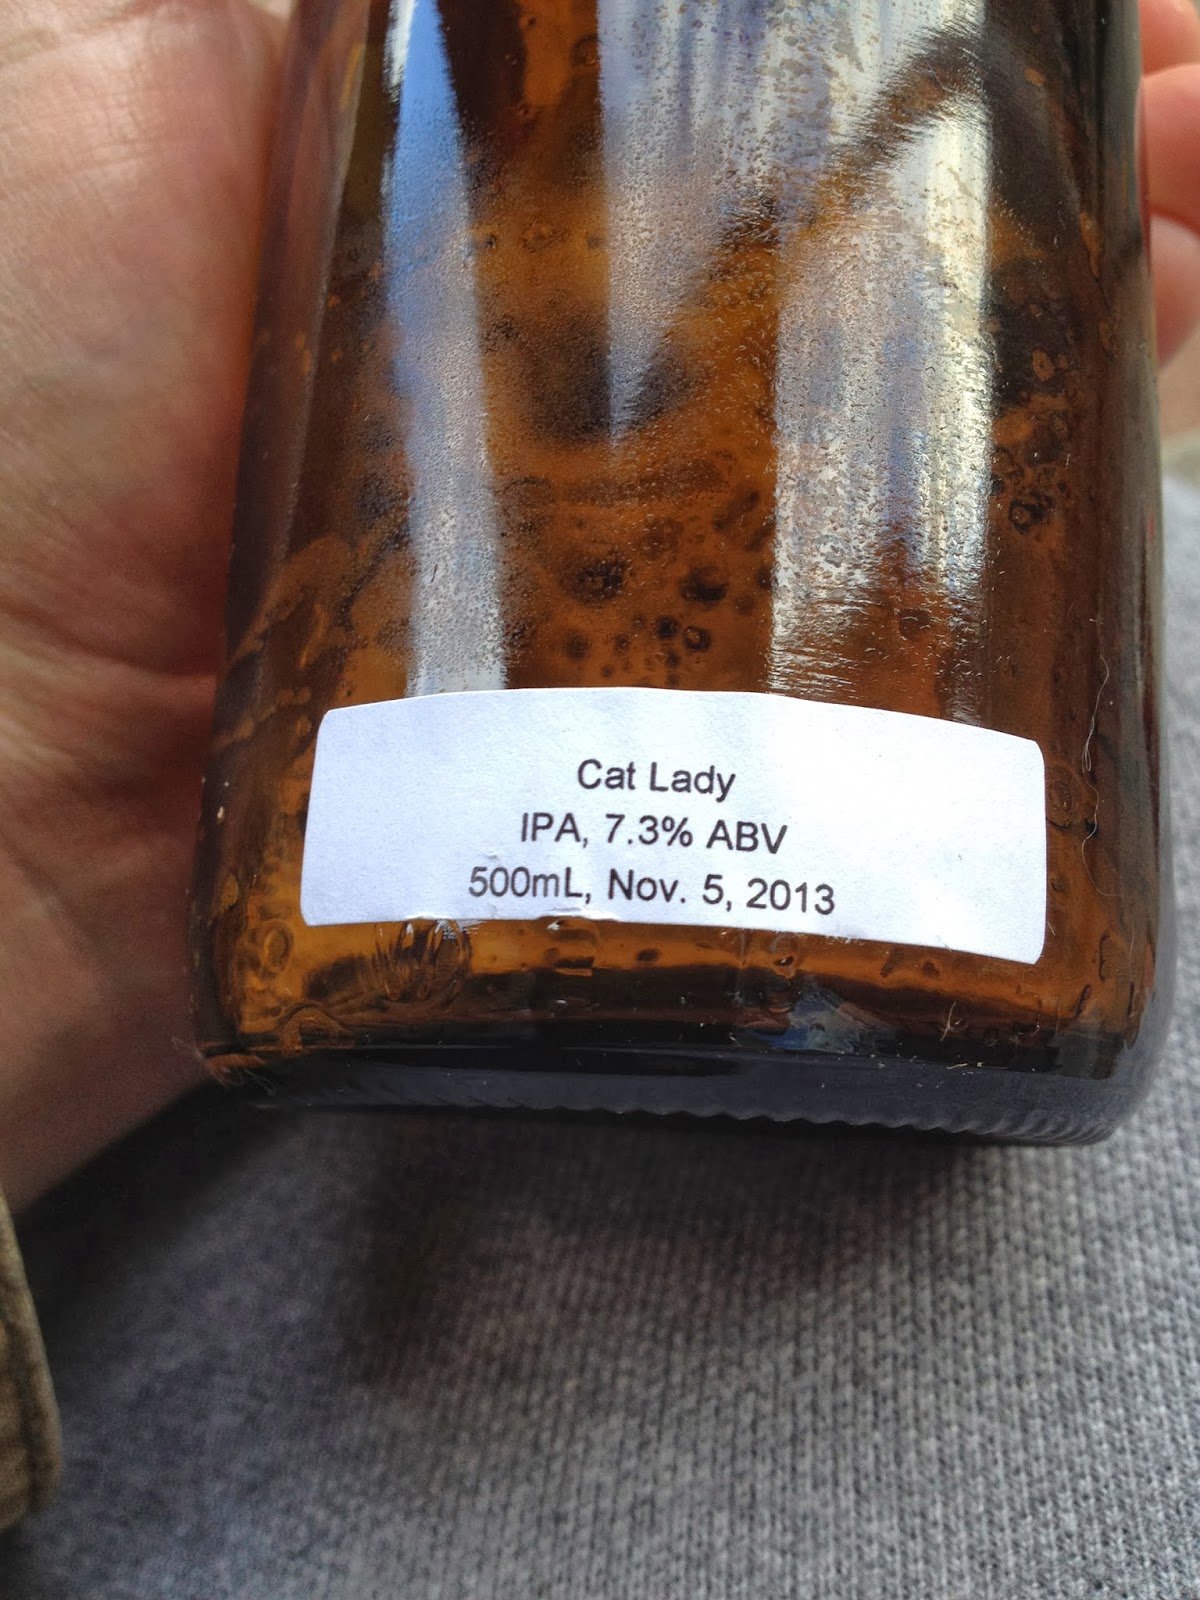 Cat Lady
IPA, 7.3% ABV
500mL, Nov. 5, 2013